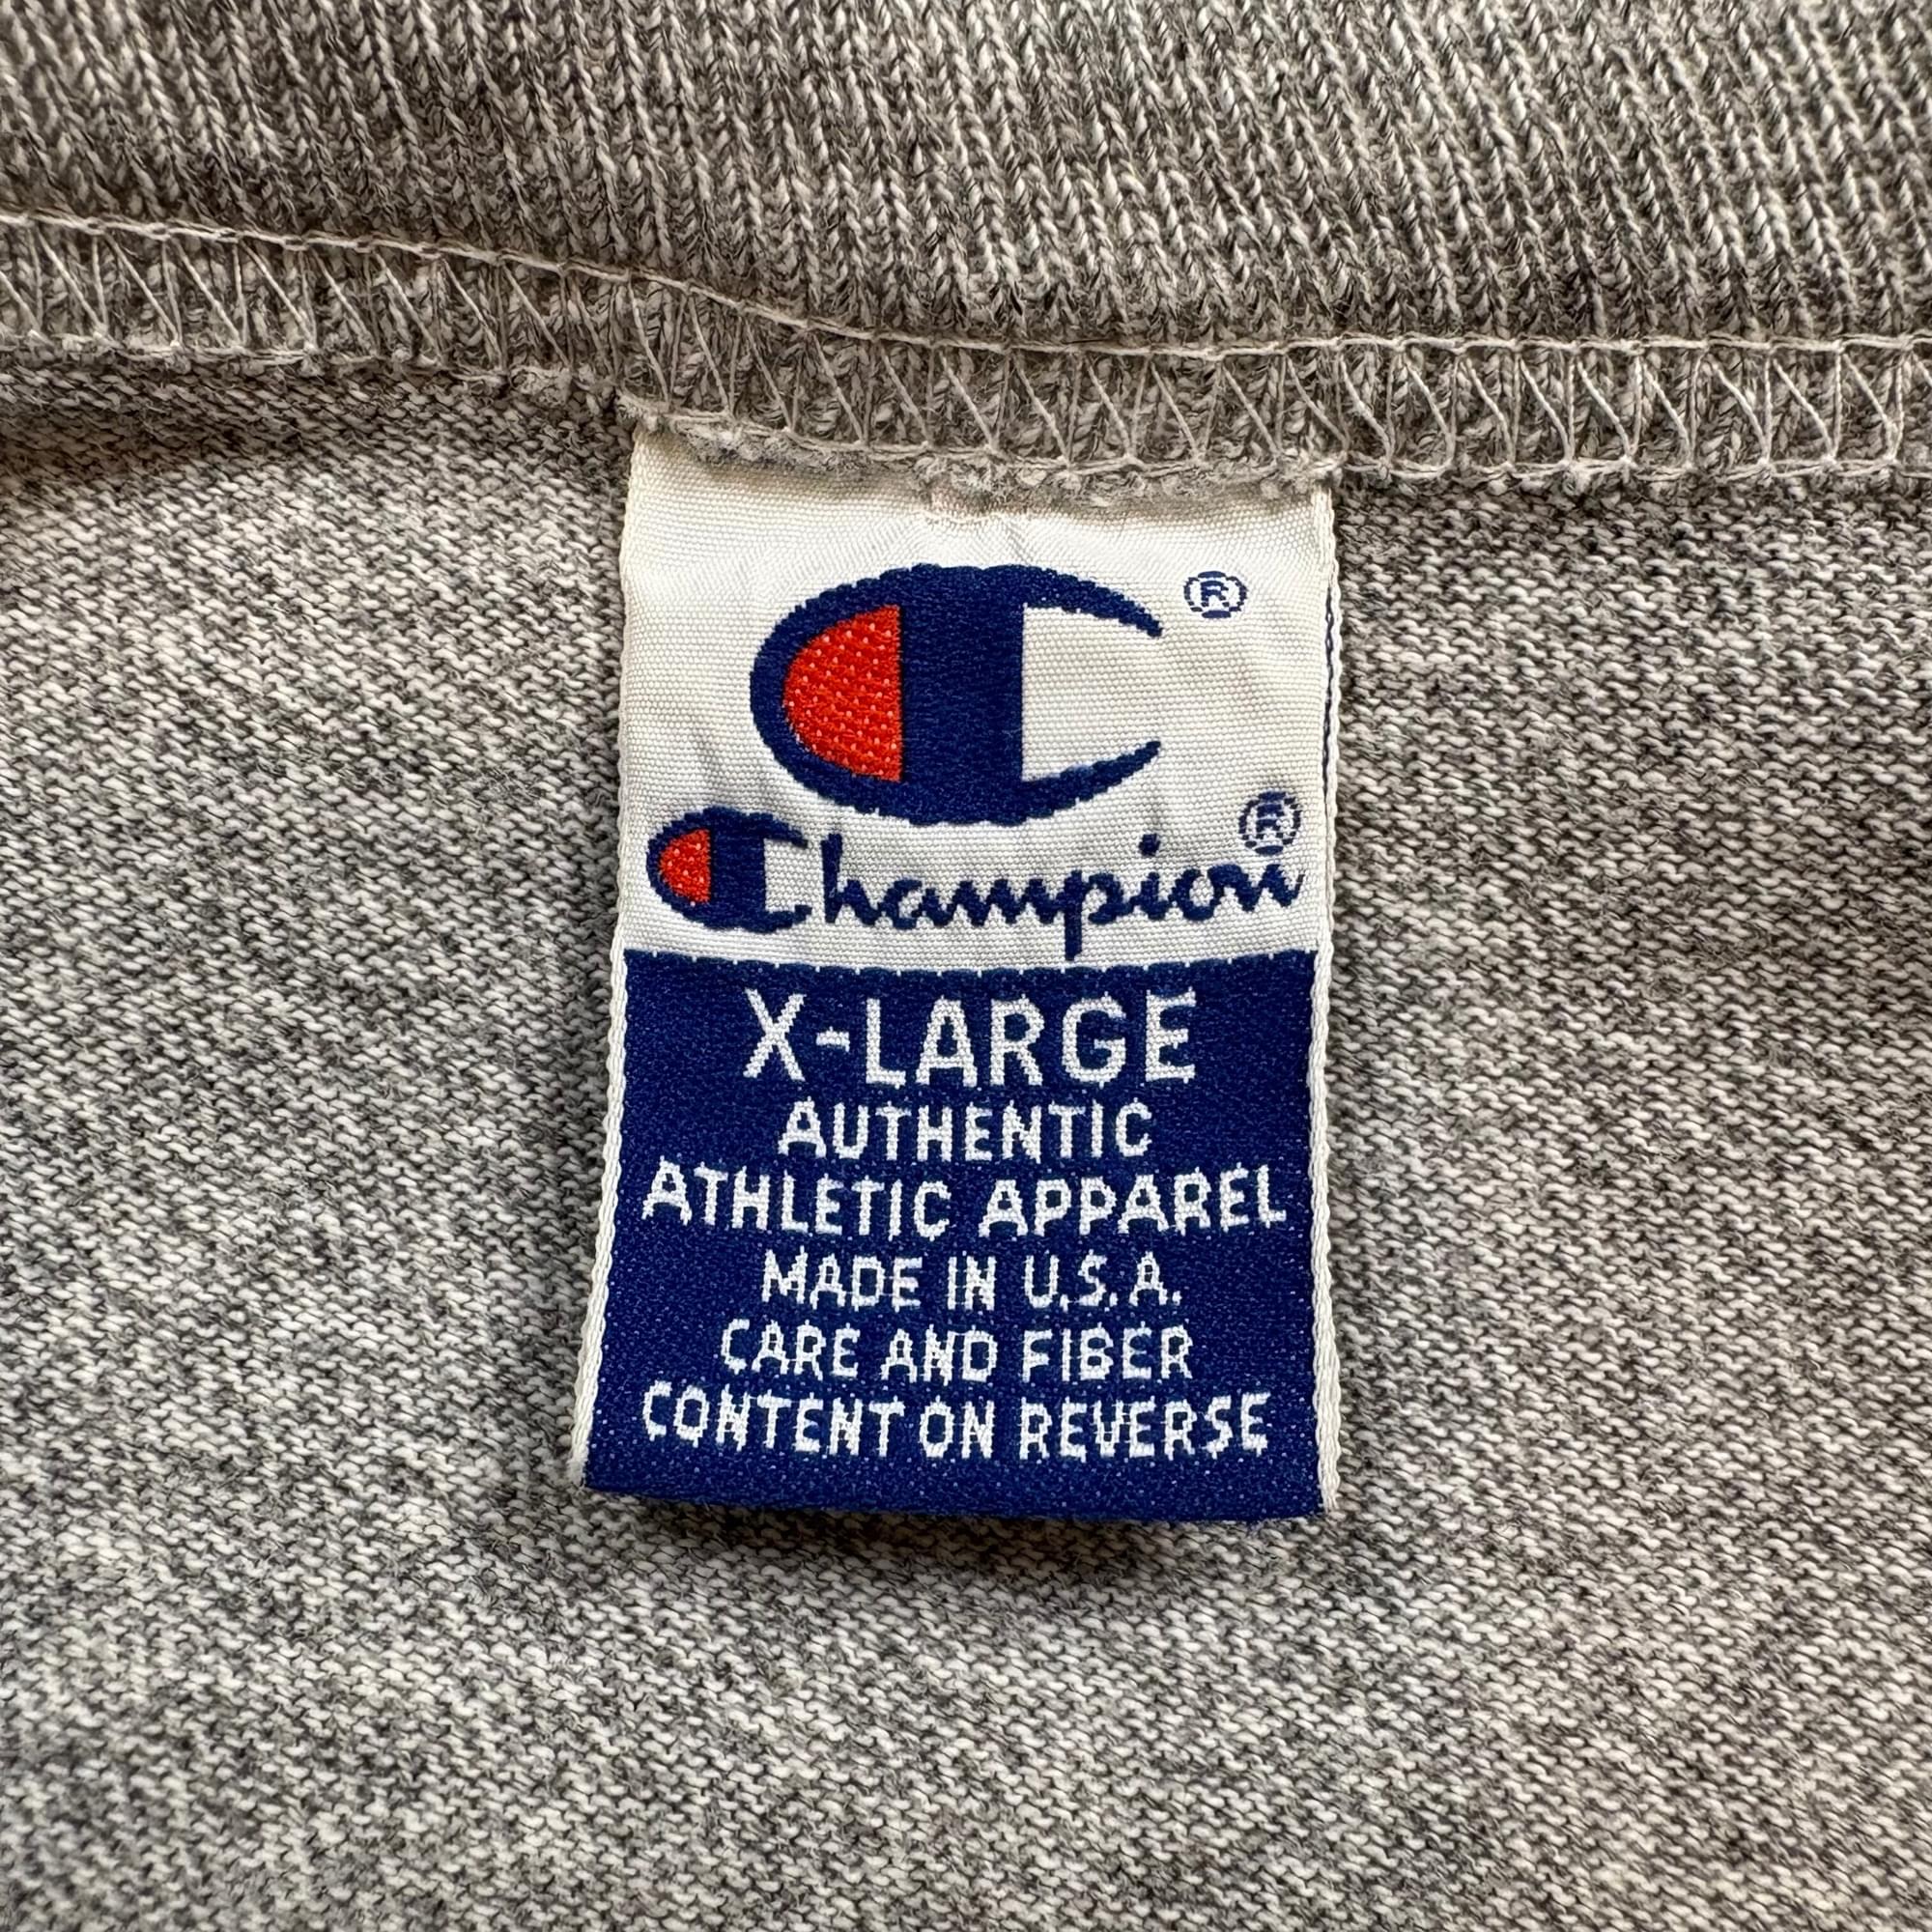 ®
Champion®
X-LARGE
AUTHENTIC
ATHLETIC APPAREL
MADE IN U.S.A.
CARE AND FIBER
CONTENT ON REVERSE